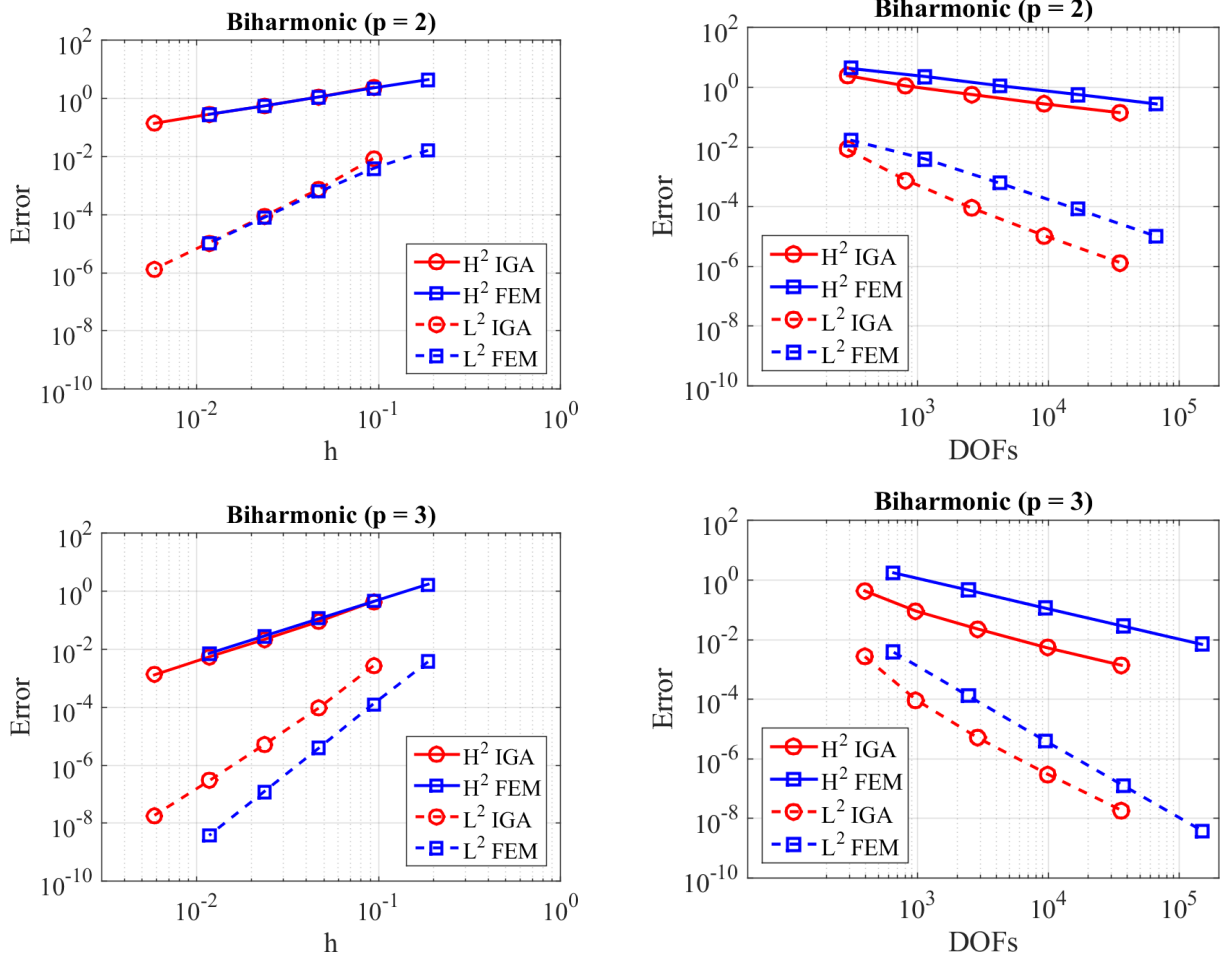 Biharmonic (p = 2)
10^2
10^0
10^-2
10^-4
10^-6
10^-8
10^-10
Error
H^2 IGA
H^2 FEM
L^2 IGA
L^2 FEM
10^-2
10^-1
10^0
h
Biharmonic (p = 2)
10^2
10^0
10^-2
10^-4
10^-6
10^-8
10^-10
Error
H^2 IGA
H^2 FEM
L^2 IGA
L^2 FEM
10^3
10^4
10^5
DOFs
Biharmonic (p = 3)
10^2
10^0
10^-2
10^-4
10^-6
10^-8
10^-10
Error
H^2 IGA
H^2 FEM
L^2 IGA
L^2 FEM
10^-2
10^-1
10^0
h
Biharmonic (p = 3)
10^2
10^0
10^-2
10^-4
10^-6
10^-8
10^-10
Error
H^2 IGA
H^2 FEM
L^2 IGA
L^2 FEM
10^3
10^4
10^5
DOFs